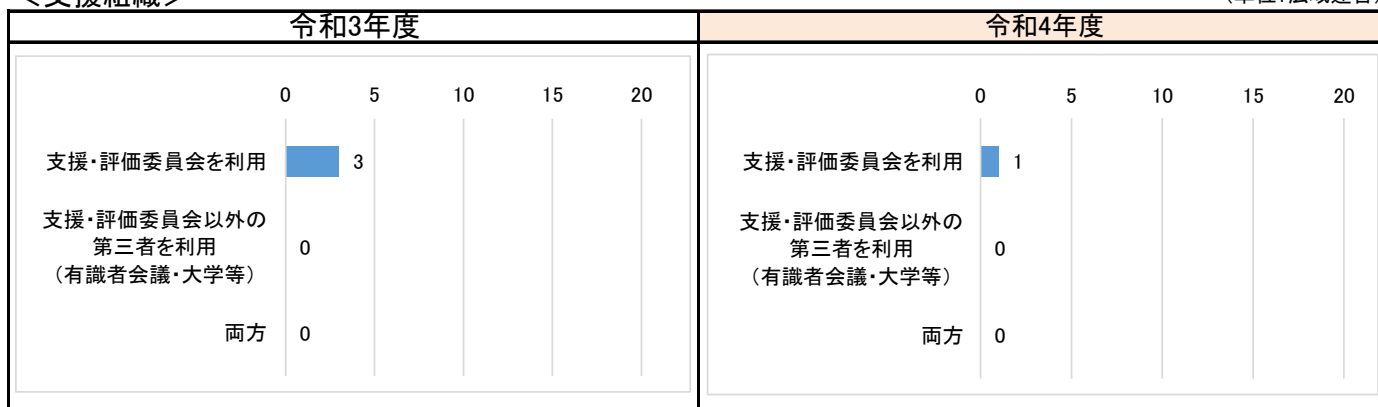 ＜支援組織＞
令和3年度
令和4年度
0 5 10 15 20
支援・評価委員会を利用 3
支援・評価委員会以外の
第三者を利用 0
（有識者会議・大学等）
両方 0
0 5 10 15 20
支援・評価委員会を利用 1
支援・評価委員会以外の
第三者を利用 0
（有識者会議・大学等）
両方 0